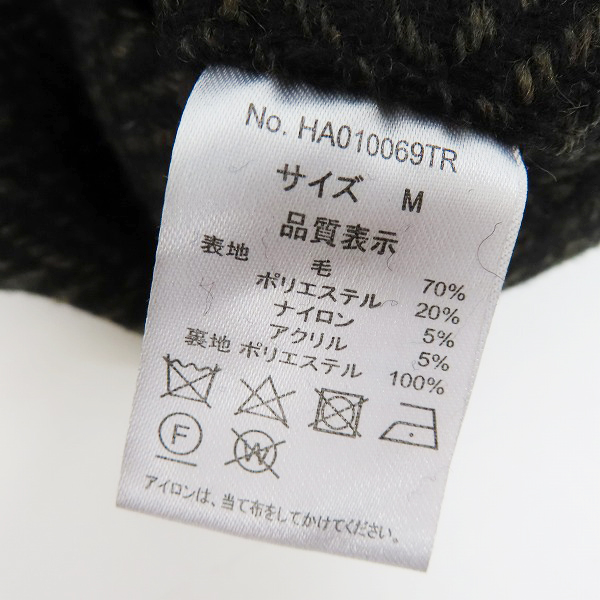 No. HA010069TR
サイズ M
品質表示
表地 毛 70%
ポリエステル 20%
ナイロン 5%
アクリル 5%
裏地 ポリエステル 100%
F W
アイロンは、当て布をしてかけてください。